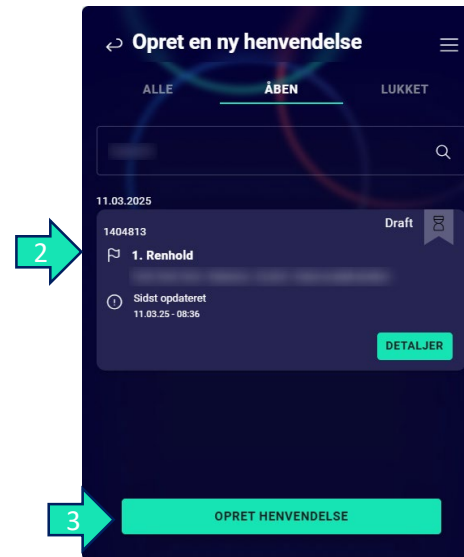 Opret en ny henvendelse
ALLE ÅBEN LUKKET
11.03.2025
1404813 Draft
2
1. Renhold
Sidst opdateret
11.03.25 - 08:36
DETALJER
3
OPRET HENVENDELSE